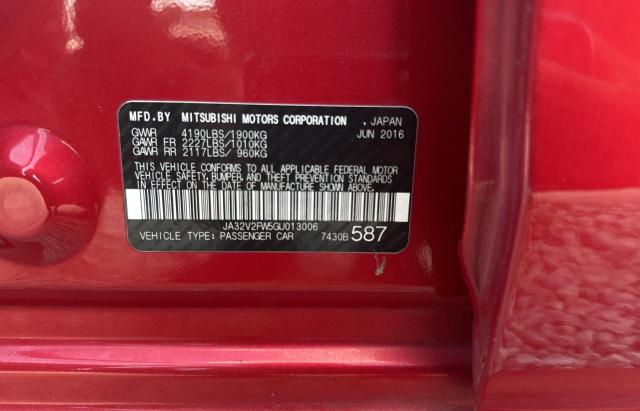 MFD.BY MITSUBISHI MOTORS CORPORATION , JAPAN
GVWR 4190LBS/1900KG JUN 2016
GAWR FR 2227LBS/1010KG
GAWR RR 2117LBS/ 960KG
THIS VEHICLE CONFORMS TO ALL APPLICABLE FEDERAL MOTOR
VEHICLE SAFETY, BUMPER, AND THEFT PREVENTION STANDARDS
IN EFFECT ON THE DATE OF MANUFACTURE SHOWN ABOVE.
JA32V2FW5GU013006
VEHICLE TYPE: PASSENGER CAR 7430B 587